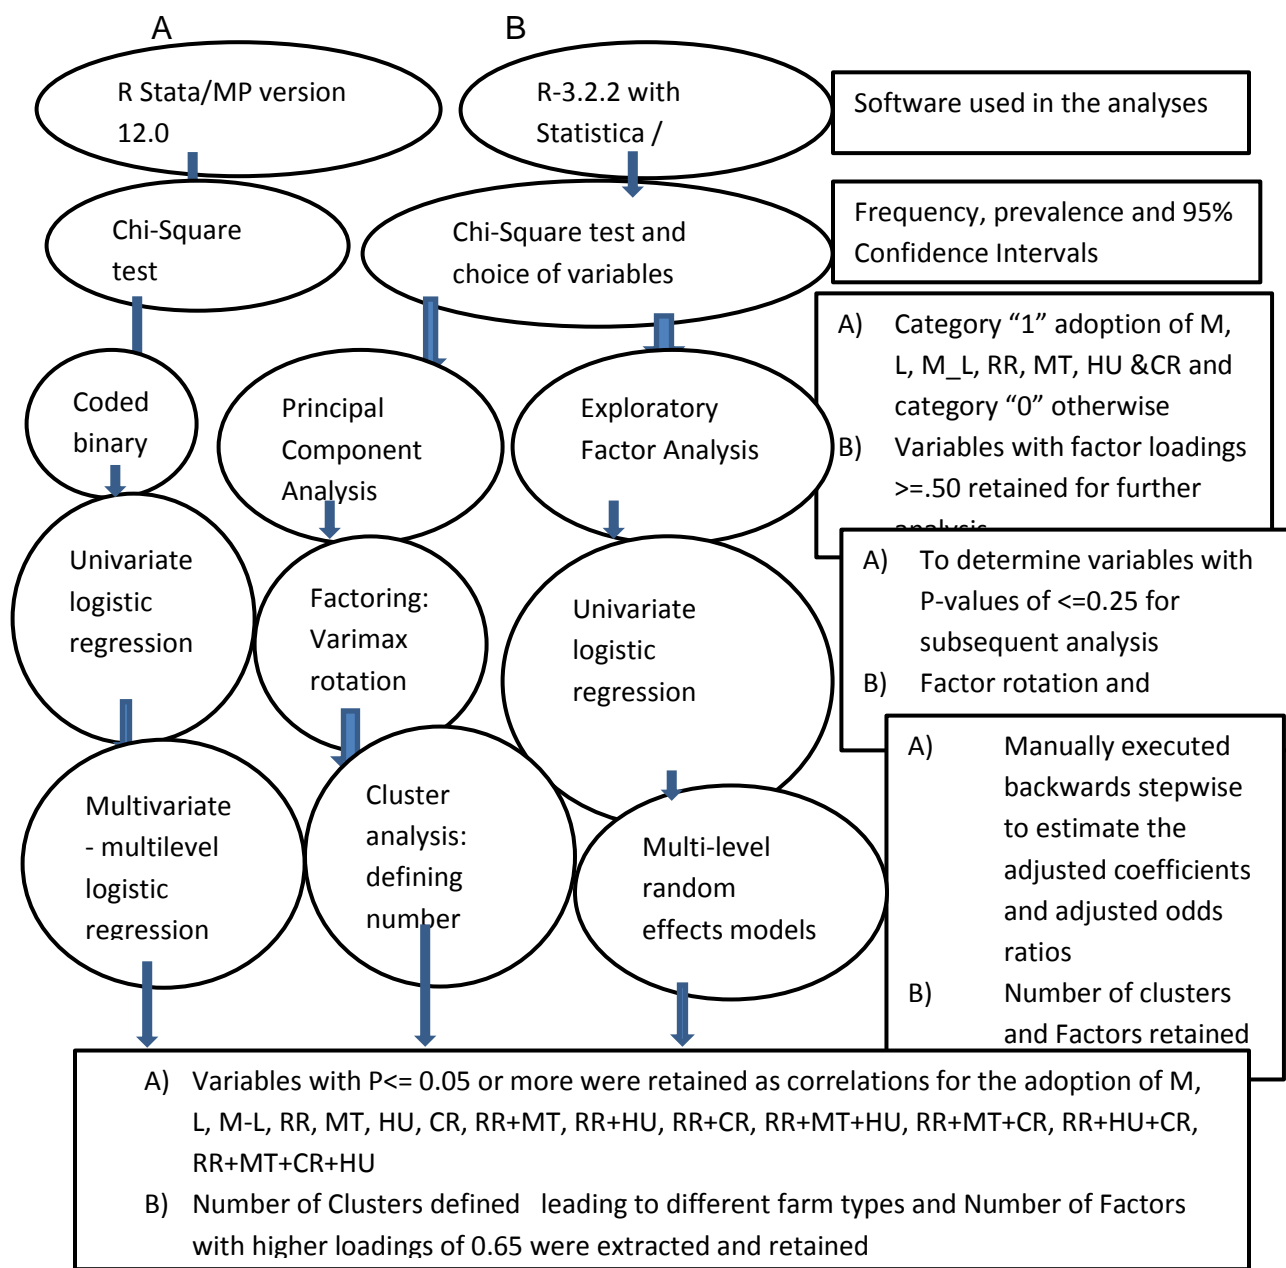 A
B
R Stata/MP version
12.0
R-3.2.2 with
Statistica /
Software used in the analyses
Chi-Square
test
Chi-Square test and
choice of variables
Frequency, prevalence and 95%
Confidence Intervals
Coded
binary
Principal
Component
Analysis
Exploratory
Factor Analysis
A) Category “1” adoption of M,
L, M_L, RR, MT, HU &CR and
category “0” otherwise
B) Variables with factor loadings
>=.50 retained for further
analysis
Univariate
logistic
regression
Factoring:
Varimax
rotation
Univariate
logistic
regression
A) To determine variables with
P-values of <=0.25 for
subsequent analysis
B) Factor rotation and
Multivariate
- multilevel
logistic
regression
Cluster
analysis:
defining
number
Multi-level
random
effects models
A) Manually executed
backwards stepwise
to estimate the
adjusted coefficients
and adjusted odds
ratios
B) Number of clusters
and Factors retained
A) Variables with P<= 0.05 or more were retained as correlations for the adoption of M,
L, M-L, RR, MT, HU, CR, RR+MT, RR+HU, RR+CR, RR+MT+HU, RR+MT+CR, RR+HU+CR,
RR+MT+CR+HU
B) Number of Clusters defined leading to different farm types and Number of Factors
with higher loadings of 0.65 were extracted and retained